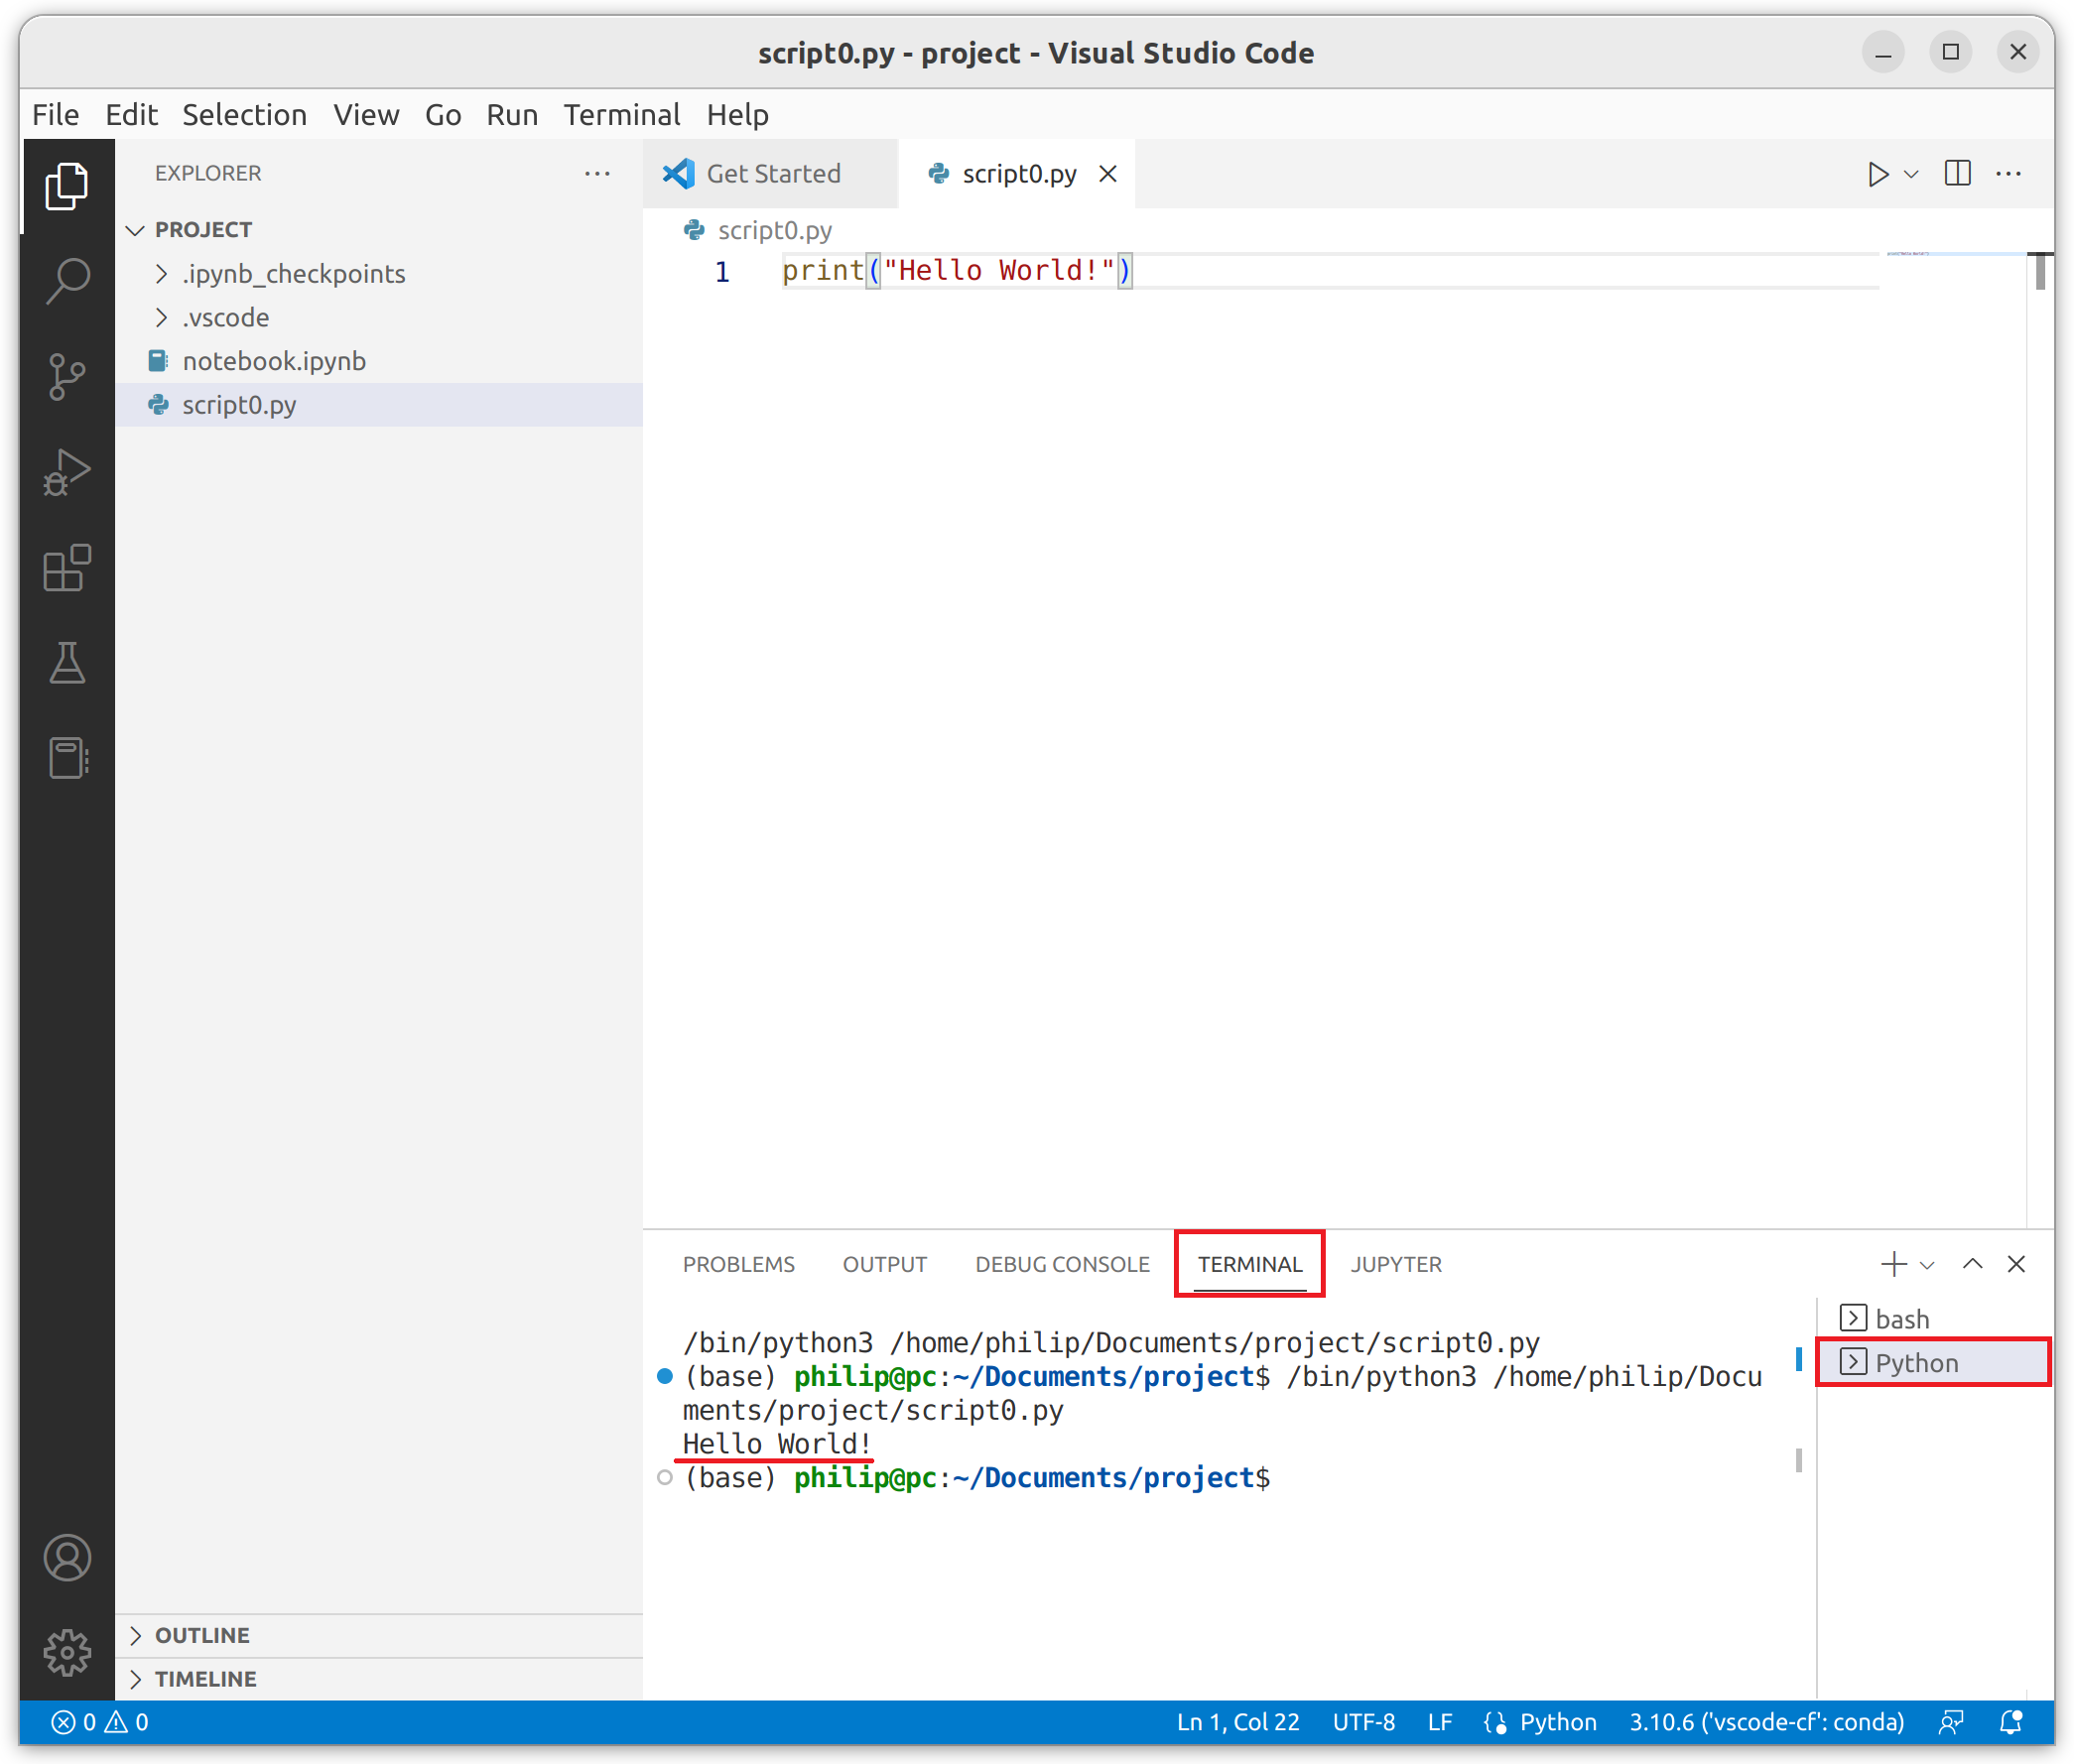 script0.py - project - Visual Studio Code
File Edit Selection View Go Run Terminal Help
EXPLORER
PROJECT
.ipynb_checkpoints
.vscode
notebook.ipynb
script0.py
OUTLINE
TIMELINE
Get Started
script0.py
script0.py
1 print("Hello World!")
PROBLEMS OUTPUT DEBUG CONSOLE TERMINAL JUPYTER
/bin/python3 /home/philip/Documents/project/script0.py
(base) philip@pc:~/Documents/project$ /bin/python3 /home/philip/Docu
ments/project/script0.py
Hello World!
(base) philip@pc:~/Documents/project$
bash
Python
0 0
Ln 1, Col 22 UTF-8 LF Python 3.10.6 ('vscode-cf': conda)